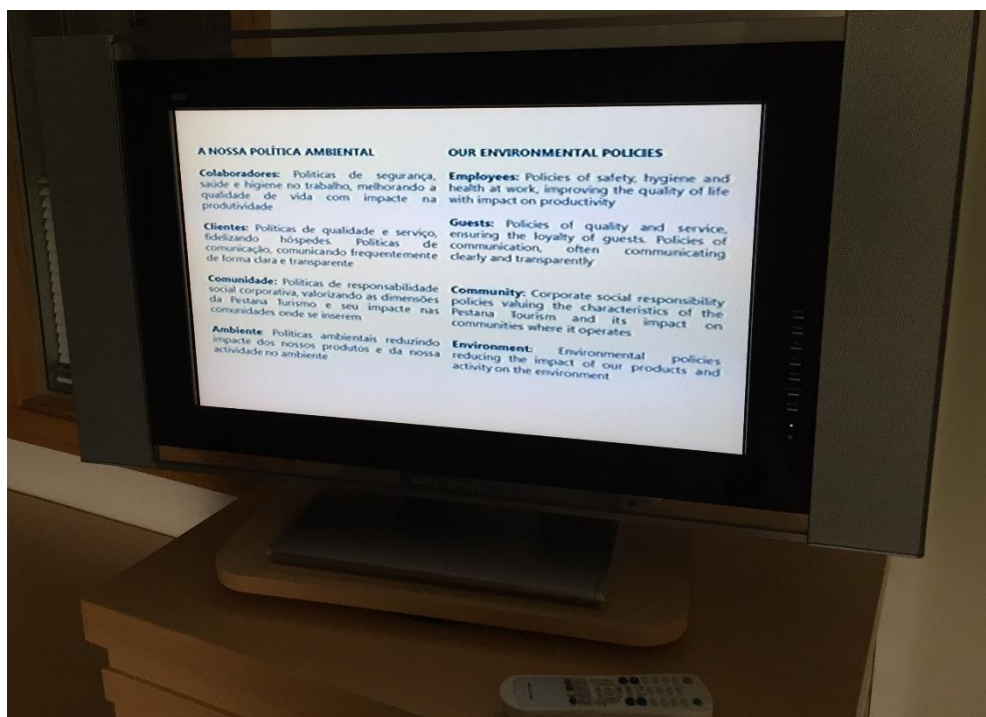 A NOSSA POLÍTICA AMBIENTAL
Colaboradores: Políticas de segurança,
saúde e higiene no trabalho, melhorando a
qualidade de vida com impacte na
produtividade
Clientes: Políticas de qualidade e serviço,
fidelizando hóspedes. Políticas de
comunicação, comunicando frequentemente
de forma clara e transparente
Comunidade: Políticas de responsabilidade
social corporativa, valorizando as dimensões
da Pestana Turismo e seu impacte nas
comunidades onde se inserem
Ambiente: Políticas ambientais reduzindo
impacte dos nossos produtos e da nossa
actividade no ambiente
OUR ENVIRONMENTAL POLICIES
Employees: Policies of safety, hygiene and
health at work, improving the quality of life
with impact on productivity
Guests: Policies of quality and service,
ensuring the loyalty of guests. Policies of
communication, often communicating
clearly and transparently
Community: Corporate social responsibility
policies valuing the characteristics of the
Pestana Tourism and its impact on
communities where it operates
Environment: Environmental policies
reducing the impact of our products and
activity on the environment